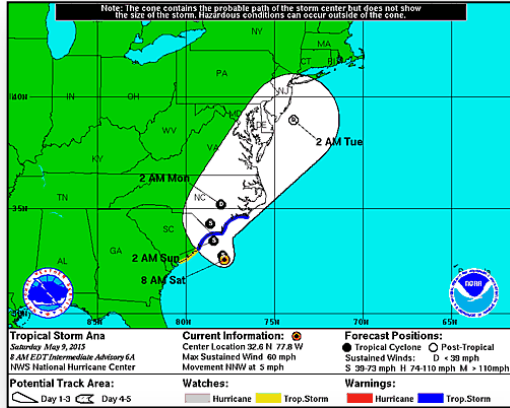 Note: The cone contains the probable path of the storm center but does not show
the size of the storm. Hazardous conditions can occur outside of the cone.
NY
MA
CT
RI
PA
NJ
40N
IN
OH
MD
DE
WV
VA
2 AM Tue
KY
2 AM Mon
D
TN
NC
35N
S
SC
S
AL
GA
2 AM Sun
8 AM Sat
NOAA
85W
80W
75W
70W
65W
Tropical Storm Ana
Saturday May 9, 2015
8 AM EDT Intermediate Advisory 6A
NWS National Hurricane Center
Current Information:
Center Location 32.6 N 77.8 W
Max Sustained Wind 60 mph
Movement NNW at 5 mph
Forecast Positions:
Tropical Cyclone Post-Tropical
Sustained Winds: D < 39 mph
S 39-73 mph H 74-110 mph M > 110mph
Potential Track Area:
Day 1-3 Day 4-5
Watches:
Hurricane Trop.Storm
Warnings:
Hurricane Trop.Storm